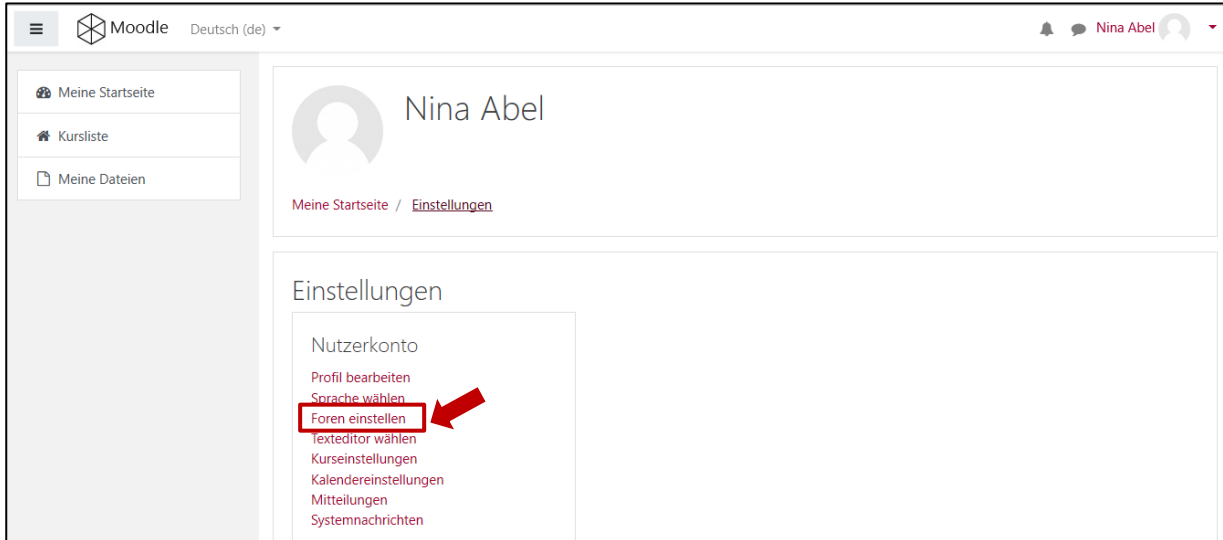 Moodle Deutsch (de) Nina Abel
Meine Startseite
Kursliste
Meine Dateien
Nina Abel
Meine Startseite / Einstellungen
Einstellungen
Nutzerkonto
Profil bearbeiten
Sprache wählen
Foren einstellen
Texteditor wählen
Kurseinstellungen
Kalendereinstellungen
Mitteilungen
Systemnachrichten